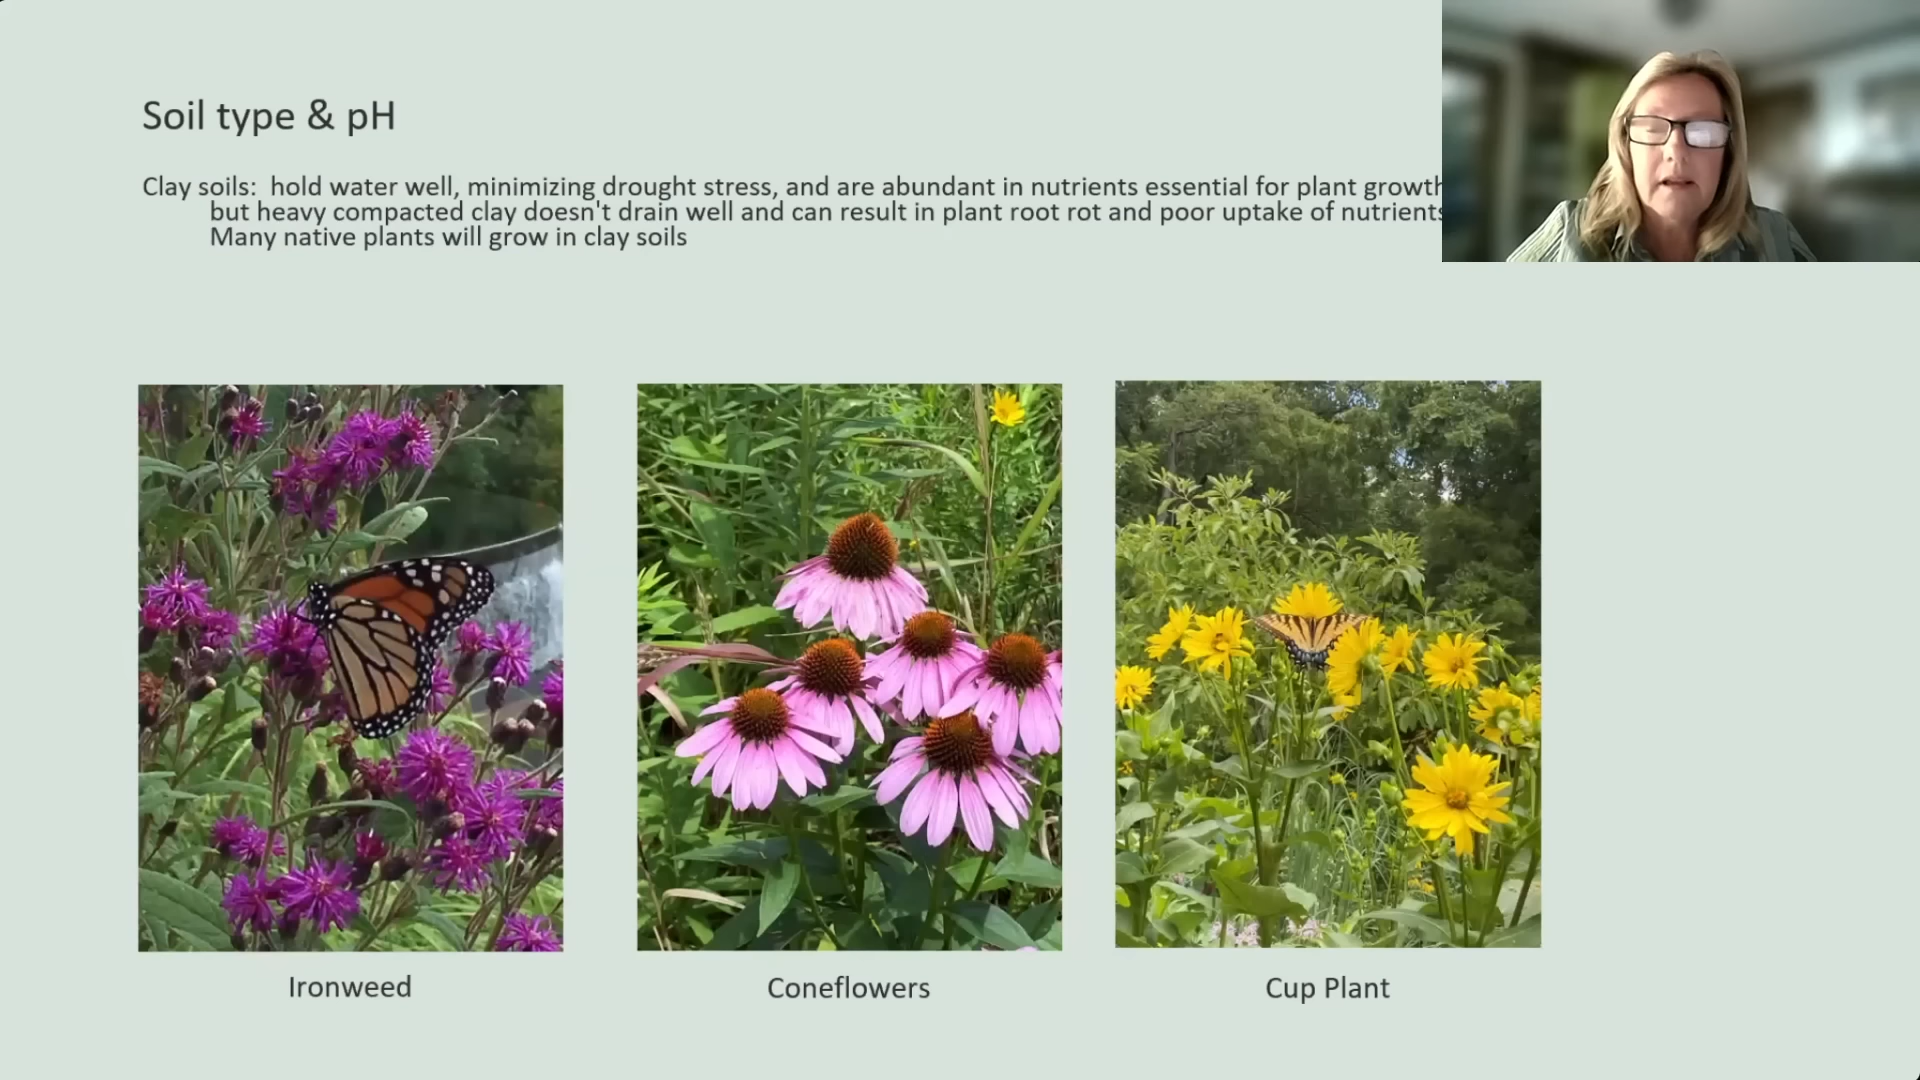 Soil type & pH
Clay soils:  hold water well, minimizing drought stress, and are abundant in nutrients essential for plant growth
but heavy compacted clay doesn't drain well and can result in plant root rot and poor uptake of nutrients
Many native plants will grow in clay soils
Ironweed
Coneflowers
Cup Plant